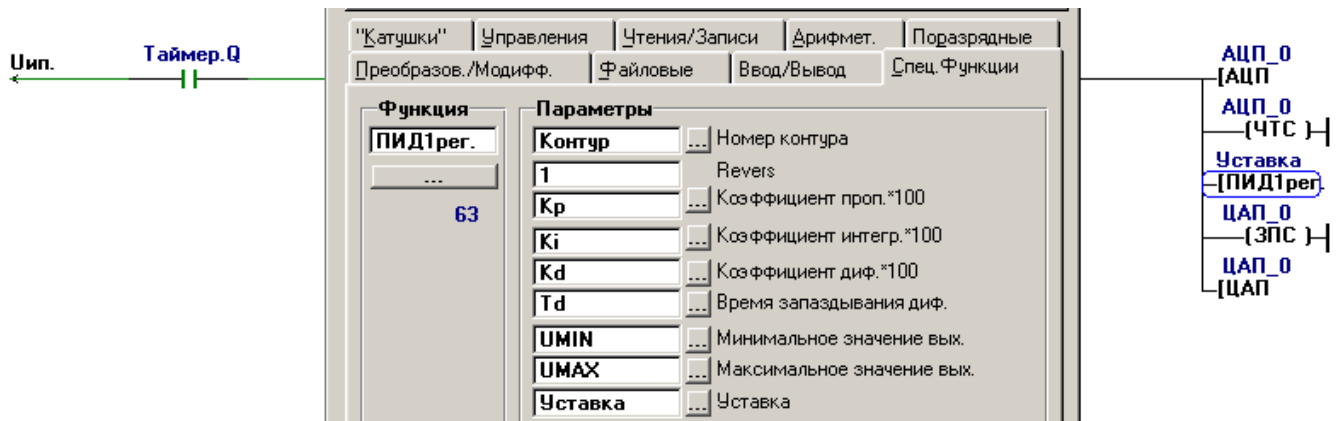 Uип.
Таймер.Q
"Катушки" Управления Чтения/Записи Арифмет. Поразрядные
Преобразов./Модифф. Файловые Ввод/Вывод Спец.Функции
Функция
ПИД1рег.
...
63
Параметры
Контур ... Номер контура
1 Revers
Kp ... Коэффициент проп.*100
Ki ... Коэффициент интегр.*100
Kd ... Коэффициент диф.*100
Td ... Время запаздывания диф.
UMIN ... Минимальное значение вых.
UMAX ... Максимальное значение вых.
Уставка ... Уставка
АЦП_0
[АЦП
АЦП_0
(ЧТС )
Уставка
[ПИД1рег.
ЦАП_0
(ЗПС )
ЦАП_0
[ЦАП